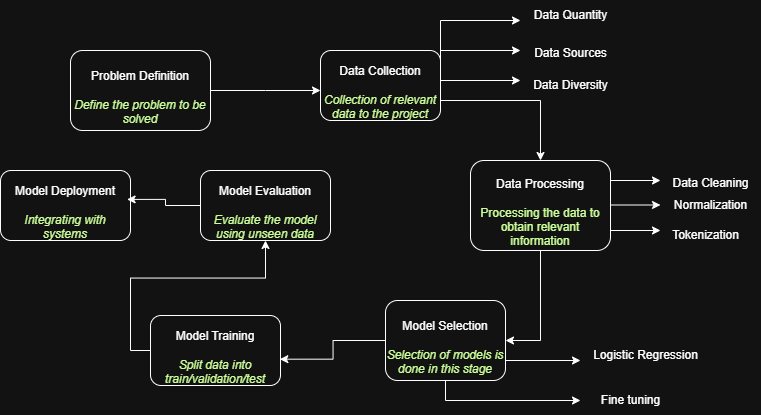 Problem Definition
Define the problem to be
solved
Data Collection
Collection of relevant
data to the project
Data Quantity
Data Sources
Data Diversity
Data Processing
Processing the data to
obtain relevant
information
Data Cleaning
Normalization
Tokenization
Model Selection
Selection of models is
done in this stage
Logistic Regression
Fine tuning
Model Training
Split data into
train/validation/test
Model Evaluation
Evaluate the model
using unseen data
Model Deployment
Integrating with
systems